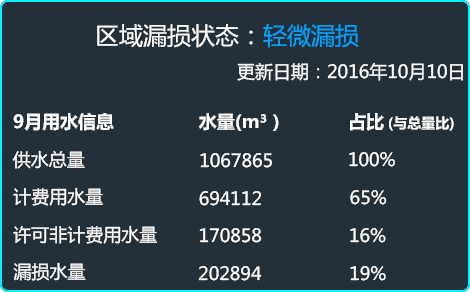 区域漏损状态：轻微漏损
更新日期：2016年10月10日
9月用水信息 水量(m³ ) 占比 (与总量比)
供水总量 1067865 100%
计费用水量 694112 65%
许可非计费用水量 170858 16%
漏损水量 202894 19%